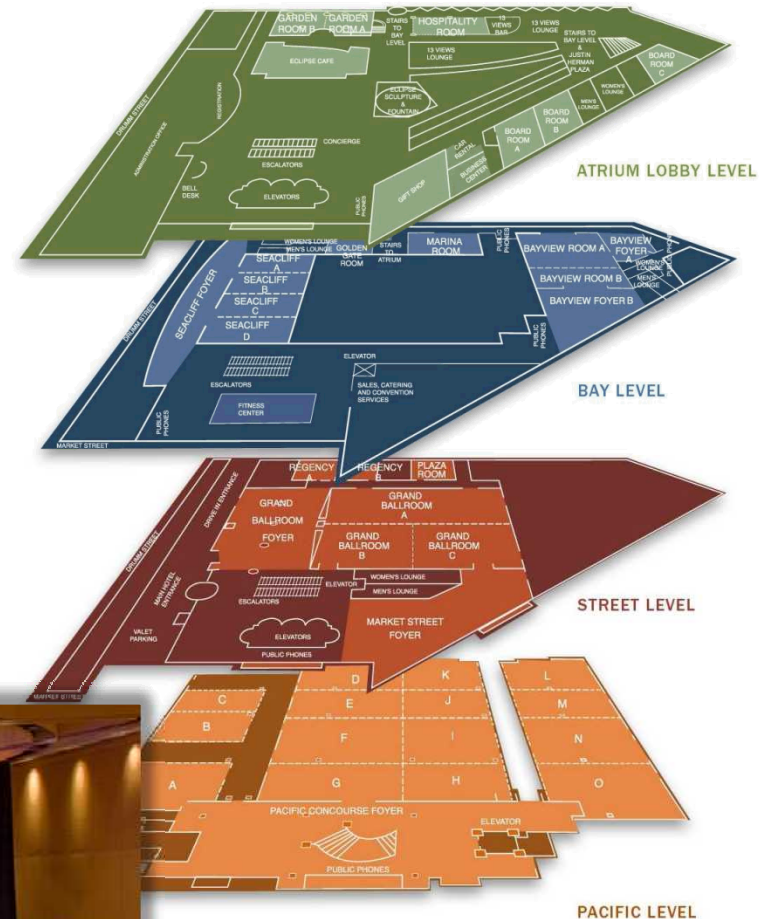 GARDEN
ROOM B
GARDEN
ROOM A
STAIRS
TO
BAY
LEVEL
HOSPITALITY
ROOM
13
VIEWS
BAR
13 VIEWS
LOUNGE
STAIRS TO
BAY LEVEL
&
JUSTIN
HERMAN
PLAZA
13 VIEWS
LOUNGE
ECLIPSE CAFE
BOARD
ROOM
C
WOMEN'S
LOUNGE
MEN'S
LOUNGE
ECLIPSE
SCULPTURE
&
FOUNTAIN
BOARD
ROOM
B
BOARD
ROOM
A
DRUMM STREET
REGISTRATION
ADMINISTRATION OFFICE
CONCIERGE
ESCALATORS
CAR
RENTAL
BUSINESS
CENTER
BELL
DESK
ELEVATORS
PUBLIC
PHONES
GIFT SHOP
ATRIUM LOBBY LEVEL
WOMEN'S LOUNGE
MEN'S LOUNGE
GOLDEN
GATE
ROOM
STAIRS
TO
ATRIUM
MARINA
ROOM
PUBLIC
PHONES
BAYVIEW ROOM A
BAYVIEW
FOYER
A
PUBLIC PHONES
WOMEN'S
LOUNGE
MEN'S
LOUNGE
SEACLIFF
A
SEACLIFF
B
SEACLIFF
C
SEACLIFF
D
SEACLIFF FOYER
BAYVIEW ROOM B
BAYVIEW FOYER B
DRUMM STREET
PUBLIC
PHONES
ELEVATOR
ESCALATORS
SALES, CATERING
AND CONVENTION
SERVICES
FITNESS
CENTER
PUBLIC
PHONES
MARKET STREET
BAY LEVEL
REGENCY
A
REGENCY
B
PLAZA
ROOM
DRIVE IN ENTRANCE
GRAND
BALLROOM
FOYER
GRAND
BALLROOM
A
GRAND
BALLROOM
B
GRAND
BALLROOM
C
DRUMM STREET
MAIN HOTEL
ENTRANCE
ELEVATOR
WOMEN'S LOUNGE
MEN'S LOUNGE
ESCALATORS
VALET
PARKING
ELEVATORS
MARKET STREET
FOYER
PUBLIC PHONES
MARKET STREET
STREET LEVEL
D
K
L
C
E
J
M
B
F
I
N
A
G
H
O
PACIFIC CONCOURSE FOYER
ELEVATOR
PUBLIC PHONES
PACIFIC LEVEL